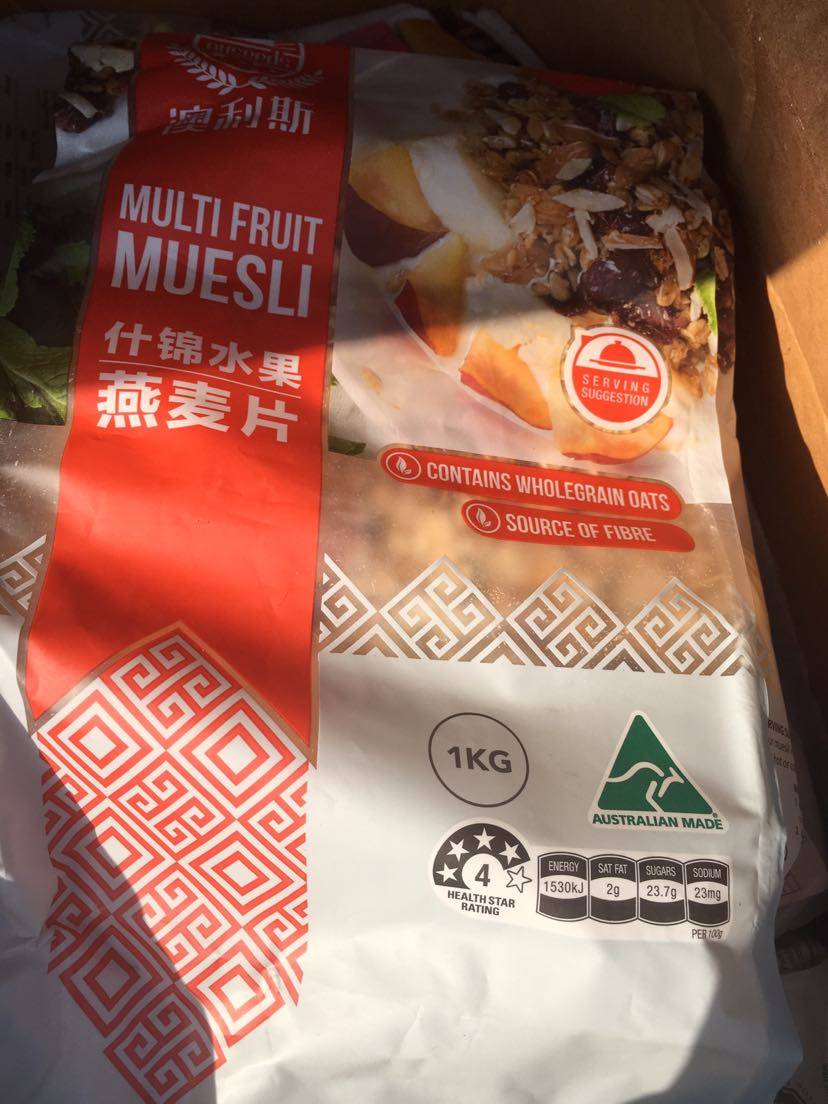 澳利斯
MULTI FRUIT
MUESLI
什锦水果
燕麦片
SERVING
SUGGESTION
CONTAINS WHOLEGRAIN OATS
SOURCE OF FIBRE
1KG
AUSTRALIAN MADE
4
HEALTH STAR
RATING
ENERGY
1530kJ
SAT FAT
2g
SUGARS
23.7g
SODIUM
23mg
PER 100g